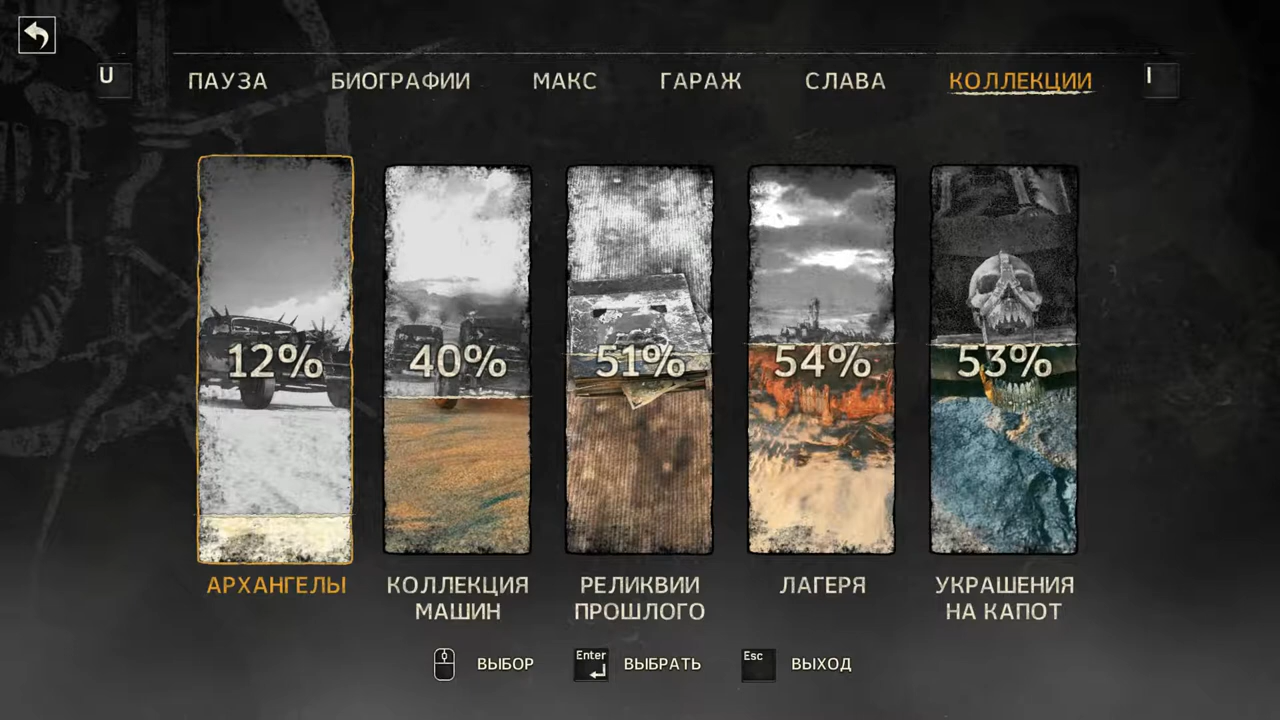 U
ПАУЗА
БИОГРАФИИ
МАКС
ГАРАЖ
СЛАВА
КОЛЛЕКЦИИ
I
12%
40%
51%
54%
53%
АРХАНГЕЛЫ
КОЛЛЕКЦИЯ
МАШИН
РЕЛИКВИИ
ПРОШЛОГО
ЛАГЕРЯ
УКРАШЕНИЯ
НА КАПОТ
ВЫБОР
Enter
ВЫБРАТЬ
Esc
ВЫХОД